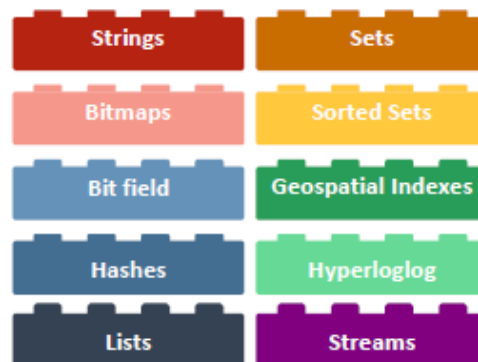 Strings
Sets
Bitmaps
Sorted Sets
Bit field
Geospatial Indexes
Hashes
Hyperloglog
Lists
Streams